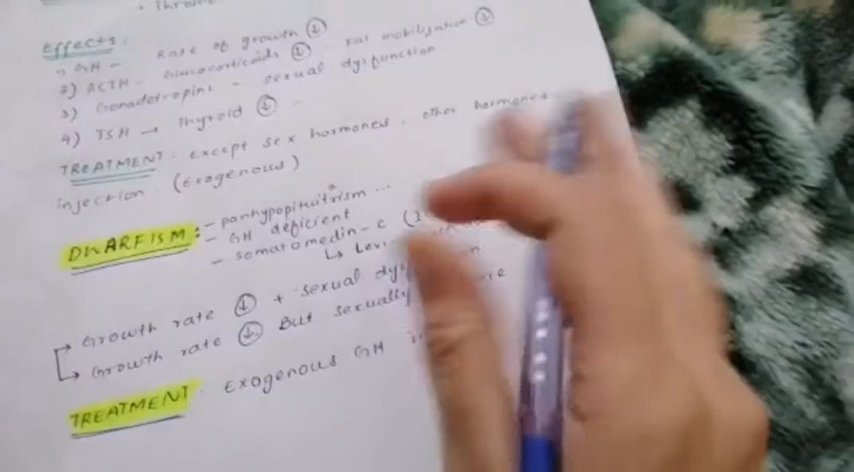 Effects:
1) GH - Rate of growth ↓
2) ACTH - Glucocorticoids ↓ - Fat mobilization ↓
3) Gonadotropins - sexual dysfunction
4) TSH → Thyroid ↓ -
TREATMENT: Except sex hormones, other hormones
injection. (Exogenous)
DWARFISM: - panhypopituitarism ...
- GH deficient
- somatomedin-c
Growth rate ↓ + sexual
Growth rate ↓ But sexually
TREATMENT: Exogenous GH